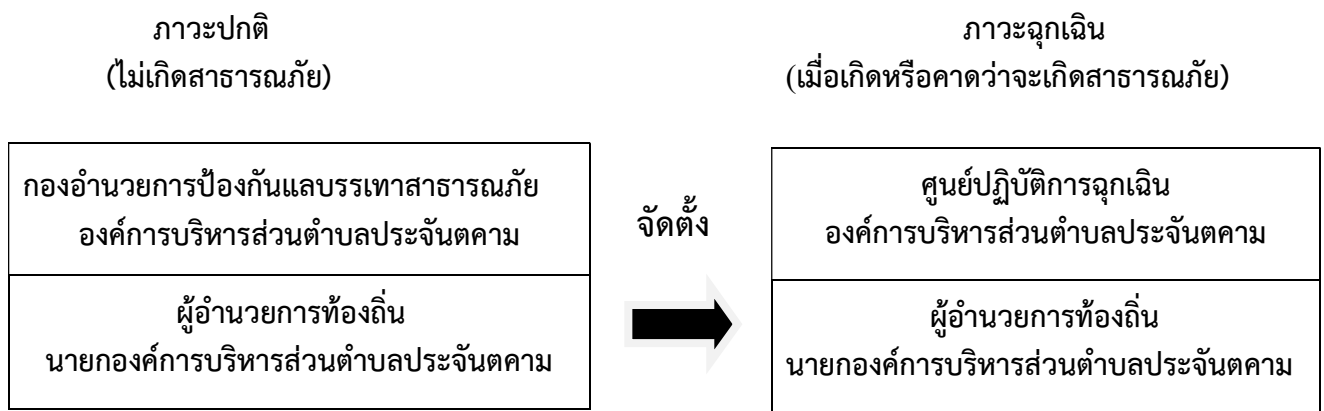 ภาวะปกติ
(ไม่เกิดสาธารณภัย)
ภาวะฉุกเฉิน
(เมื่อเกิดหรือคาดว่าจะเกิดสาธารณภัย)
กองอำนวยการป้องกันแลบรรเทาสาธารณภัย
องค์การบริหารส่วนตำบลประจันตคาม
ผู้อำนวยการท้องถิ่น
นายกองค์การบริหารส่วนตำบลประจันตคาม
จัดตั้ง
ศูนย์ปฏิบัติการฉุกเฉิน
องค์การบริหารส่วนตำบลประจันตคาม
ผู้อำนวยการท้องถิ่น
นายกองค์การบริหารส่วนตำบลประจันตคาม